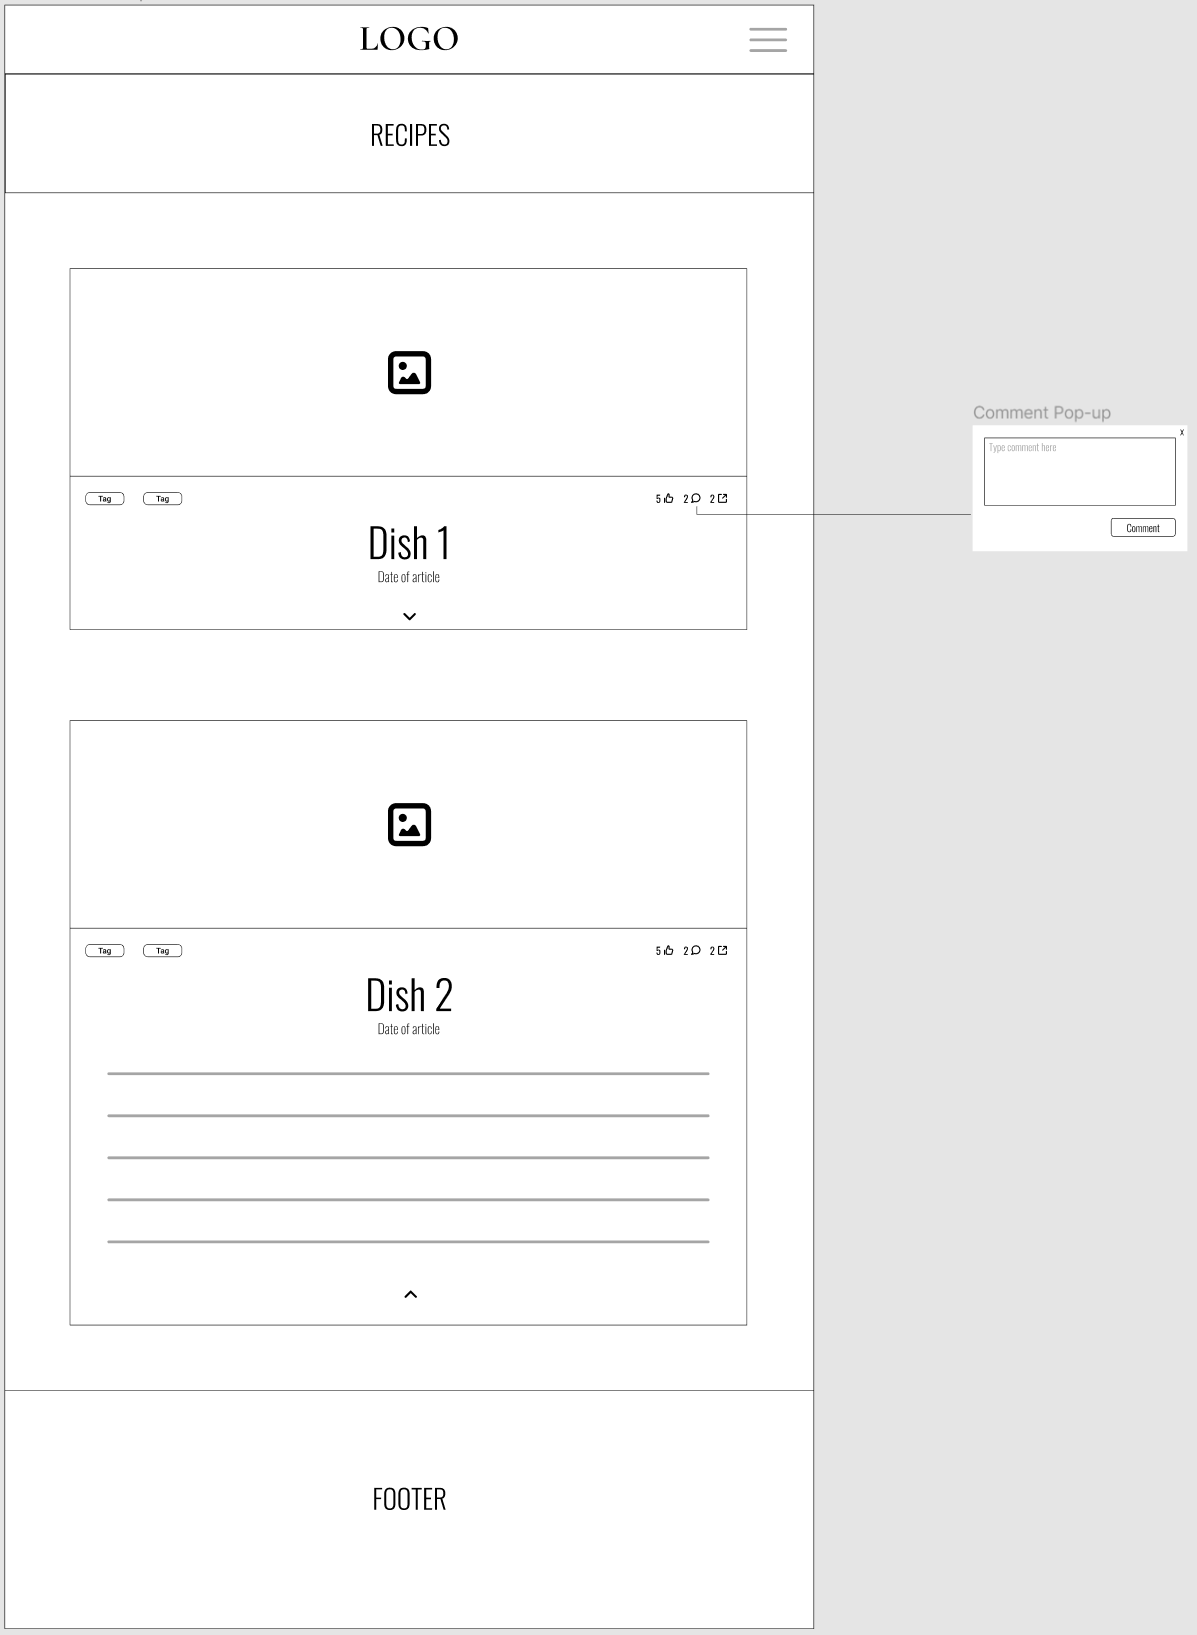 LOGO
RECIPES
Tag Tag 5 2 2
Dish 1
Date of article
Comment Pop-up
X
Type comment here
Comment
Tag Tag 5 2 2
Dish 2
Date of article
FOOTER